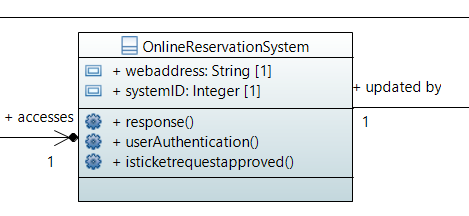 OnlineReservationSystem
+ webaddress: String [1]
+ systemID: Integer [1]
+ updated by
+ accesses
+ response()
1
+ userAuthentication()
1
+ isticketrequestapproved()